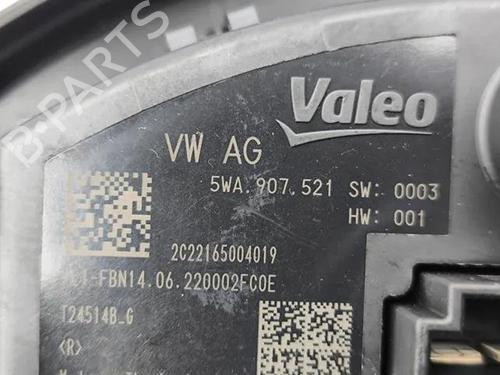 B-PARTS
Valeo
VW AG
5WA.907.521 SW: 0003
HW: 001
2C22165004019
-FBN14.06.220002FC0E
T24514B_G
<R>